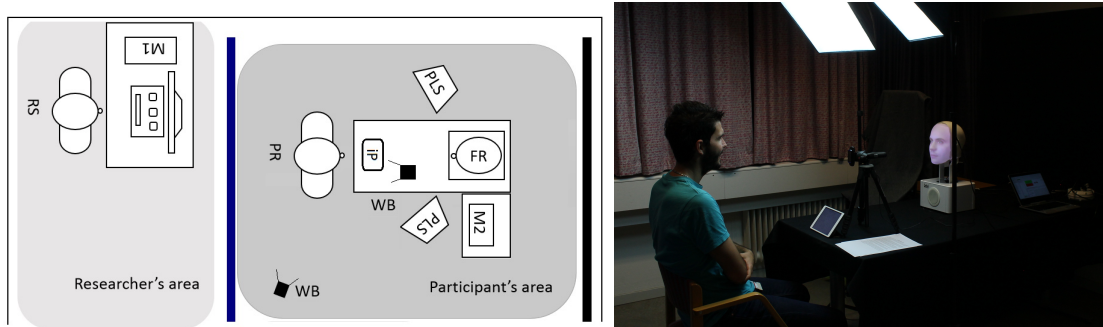 M1
RS
Researcher's area
PLS
PR
iP
FR
WB
PLS
M2
WB
Participant's area